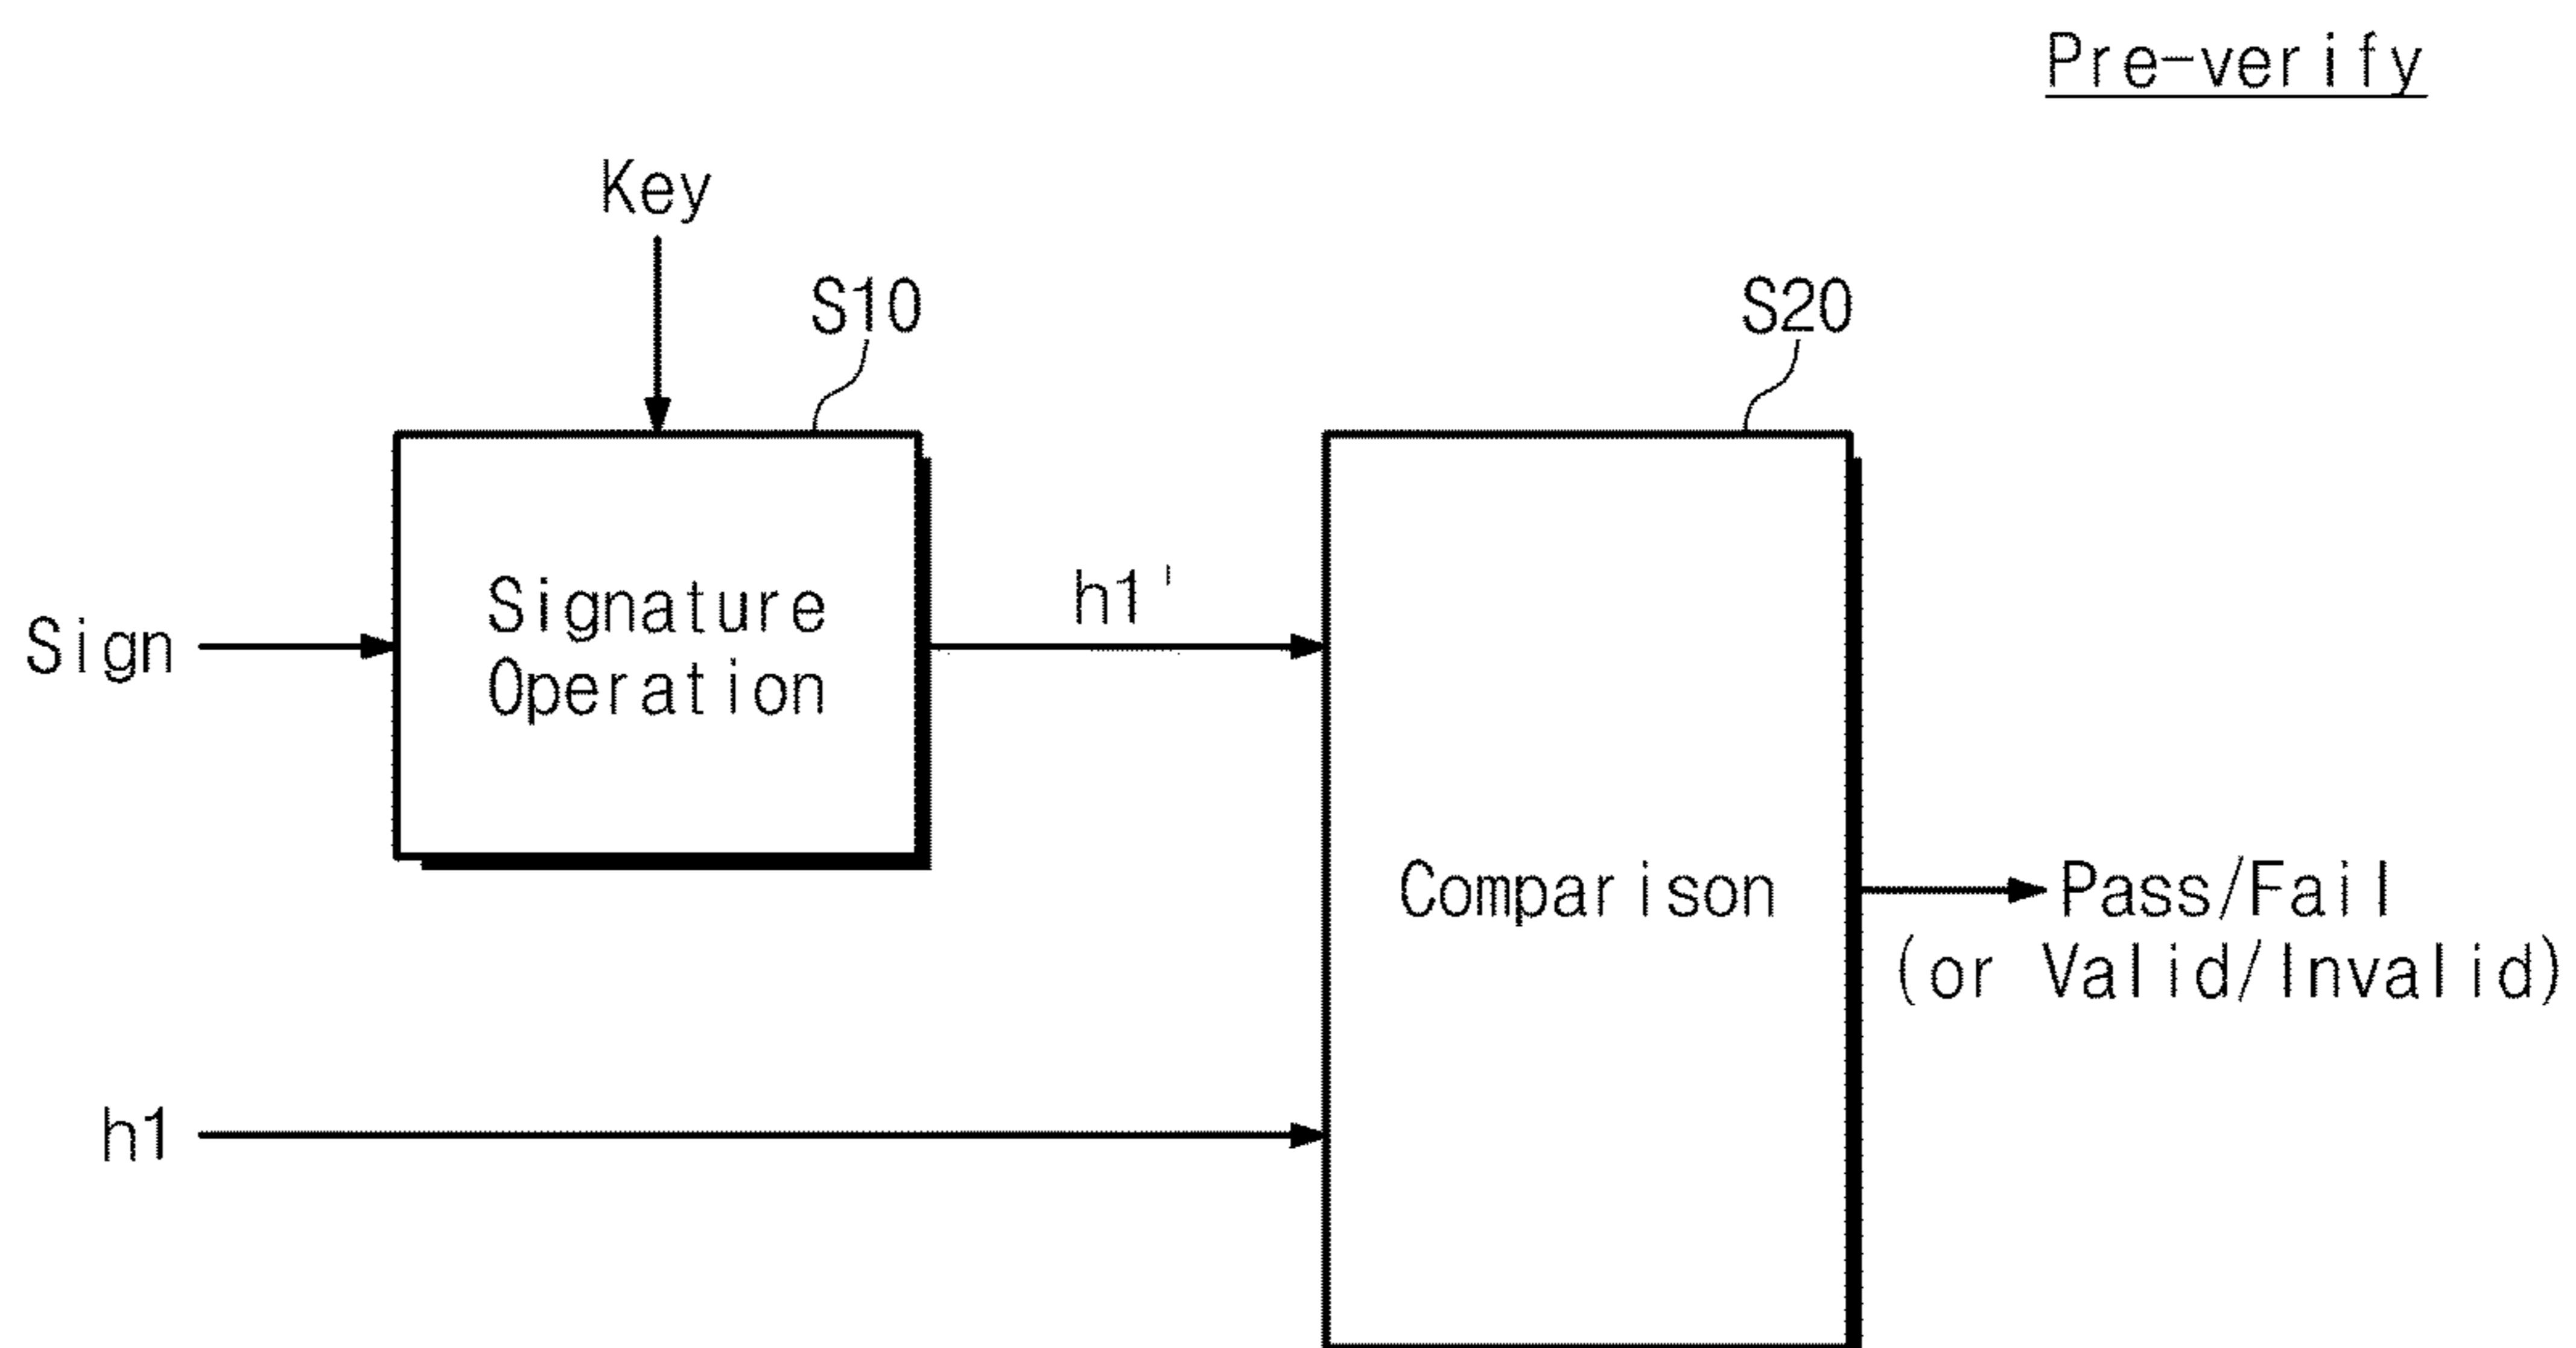 Pre-verify
Key
S10
S20
Signature
Operation
h1'
Sign
Comparison
Pass/Fail
(or Valid/Invalid)
h1